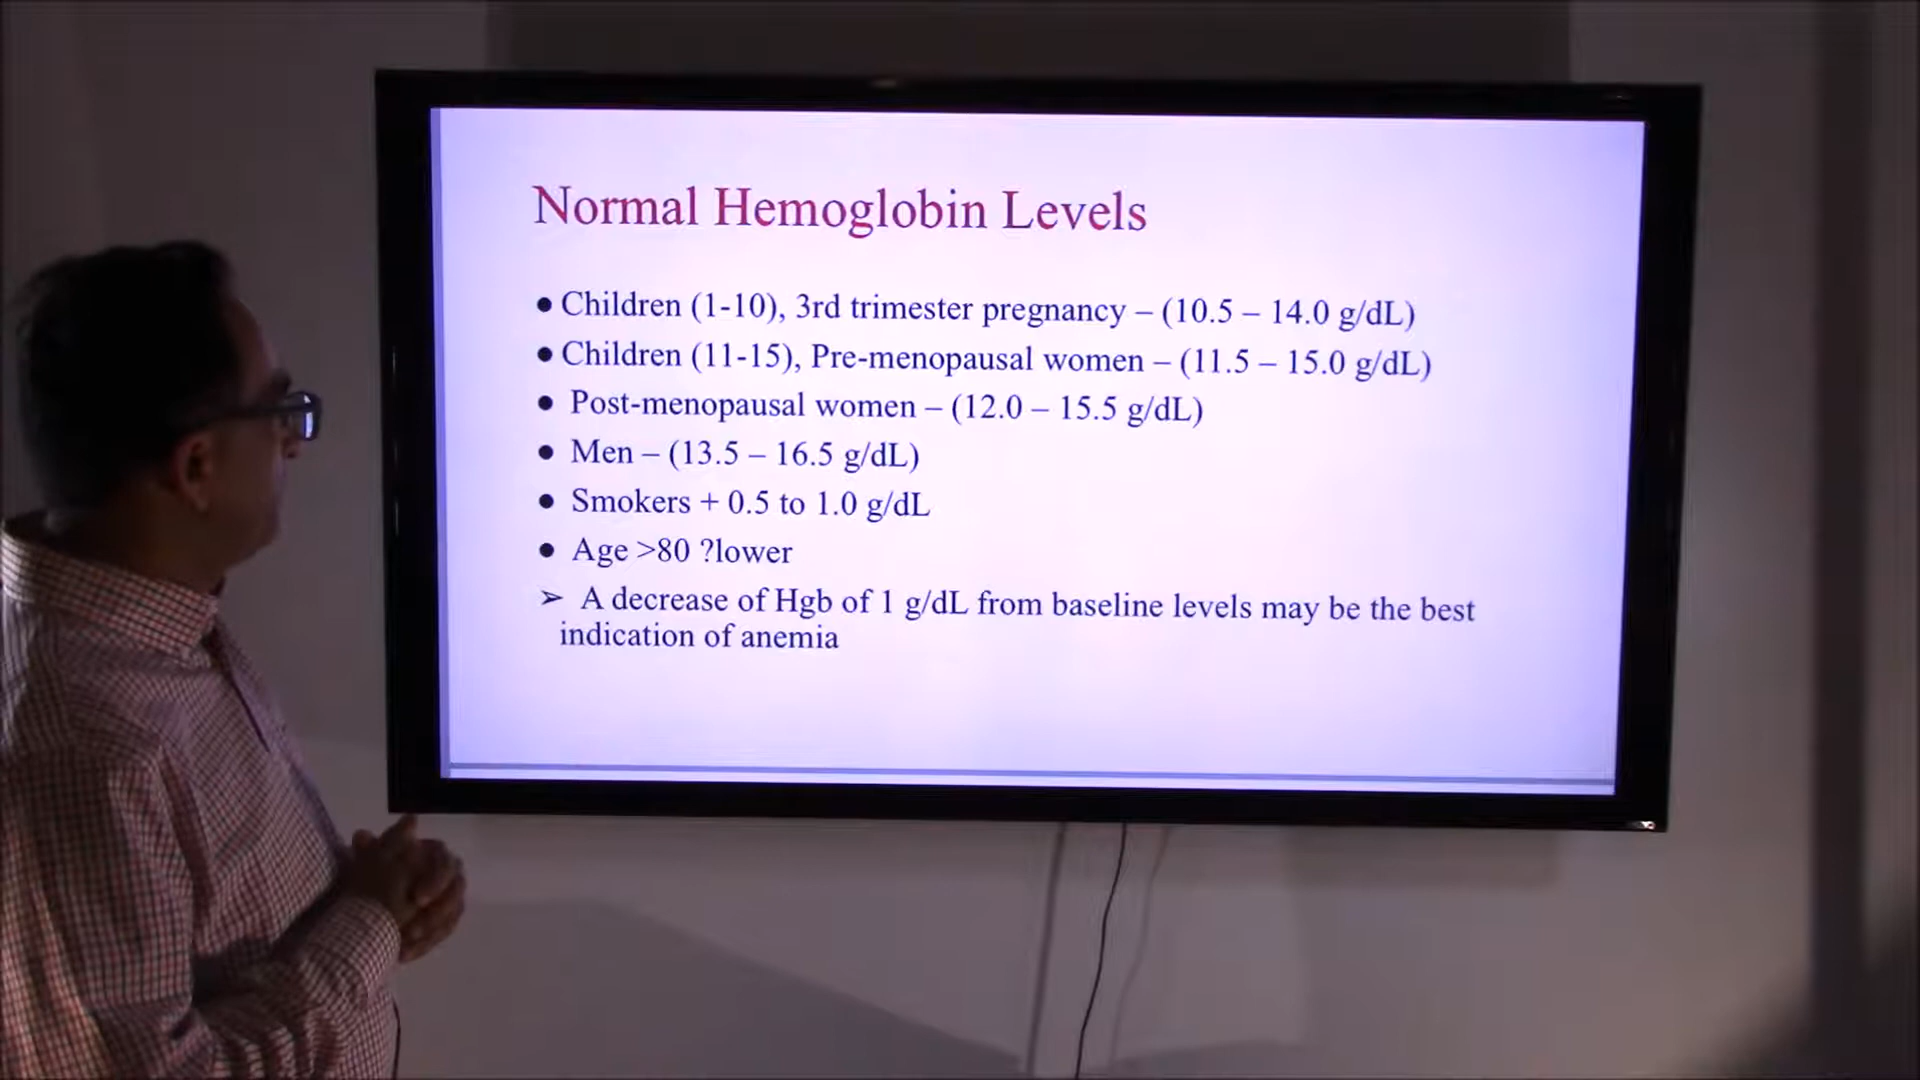 Normal Hemoglobin Levels
● Children (1-10), 3rd trimester pregnancy – (10.5 – 14.0 g/dL)
● Children (11-15), Pre-menopausal women – (11.5 – 15.0 g/dL)
● Post-menopausal women – (12.0 – 15.5 g/dL)
● Men – (13.5 – 16.5 g/dL)
● Smokers + 0.5 to 1.0 g/dL
● Age >80 ?lower
➢ A decrease of Hgb of 1 g/dL from baseline levels may be the best
indication of anemia